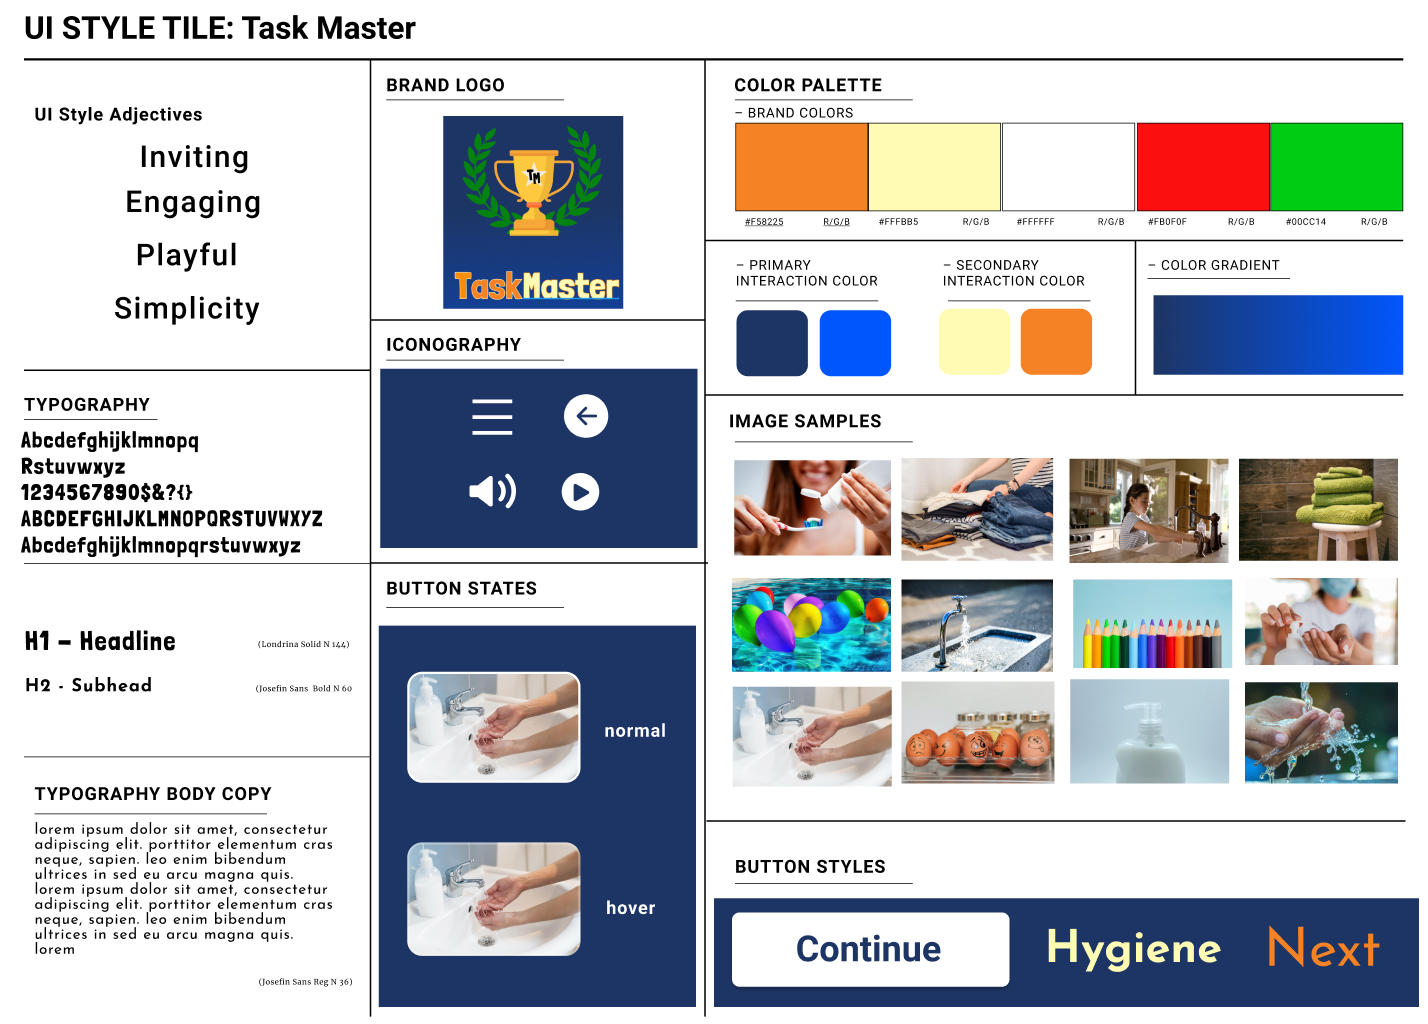 UI STYLE TILE: Task Master
UI Style Adjectives
Inviting
Engaging
Playful
Simplicity
TYPOGRAPHY
Abcdefghijklmnopq
Rstuvwxyz
1234567890$&?{}
ABCDEFGHIJKLMNOPQRSTUVWXYZ
Abcdefghijklmnopqrstuvwxyz
H1 – Headline
(Londrina Solid N 144)
H2 - Subhead
(Josefin Sans Bold N 60
TYPOGRAPHY BODY COPY
lorem ipsum dolor sit amet, consectetur
adipiscing elit. porttitor elementum cras
neque, sapien. leo enim bibendum
ultrices in sed eu arcu magna quis.
lorem ipsum dolor sit amet, consectetur
adipiscing elit. porttitor elementum cras
neque, sapien. leo enim bibendum
ultrices in sed eu arcu magna quis.
lorem
(Josefin Sans Reg N 36)
BRAND LOGO
TM
TaskMaster
ICONOGRAPHY
BUTTON STATES
normal
hover
COLOR PALETTE
– BRAND COLORS
#F58225 R/G/B #FFFBB5 R/G/B #FFFFFF R/G/B #FB0F0F R/G/B #00CC14 R/G/B
– PRIMARY
INTERACTION COLOR
– SECONDARY
INTERACTION COLOR
– COLOR GRADIENT
IMAGE SAMPLES
BUTTON STYLES
Continue
Hygiene
Next